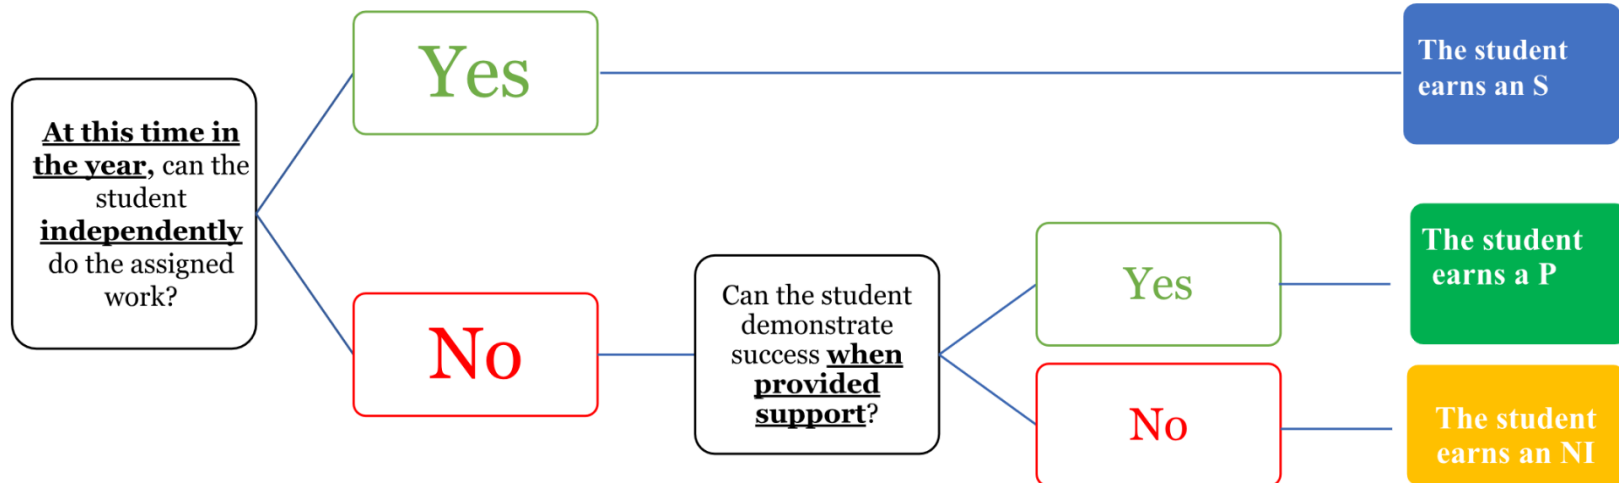 At this time in
the year, can the
student
independently
do the assigned
work?
Yes
The student
earns an S
No
Can the student
demonstrate
success when
provided
support?
Yes
The student
earns a P
No
The student
earns an NI